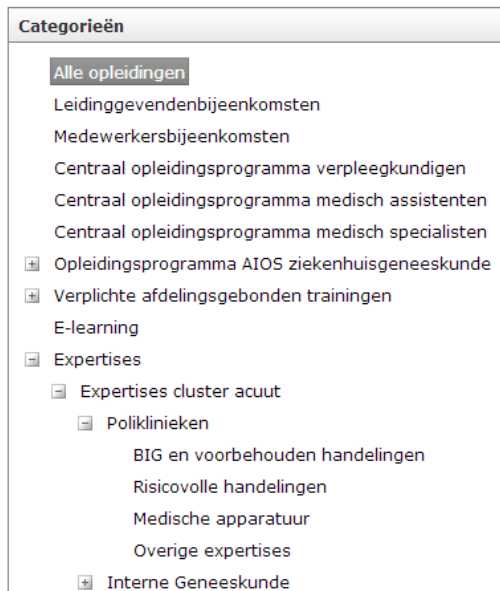 Categorieën
Alle opleidingen
Leidinggevendenbijeenkomsten
Medewerkersbijeenkomsten
Centraal opleidingsprogramma verpleegkundigen
Centraal opleidingsprogramma medisch assistenten
Centraal opleidingsprogramma medisch specialisten
Opleidingsprogramma AIOS ziekenhuisgeneeskunde
Verplichte afdelingsgebonden trainingen
E-learning
Expertises
Expertises cluster acuut
Poliklinieken
BIG en voorbehouden handelingen
Risicovolle handelingen
Medische apparatuur
Overige expertises
Interne Geneeskunde